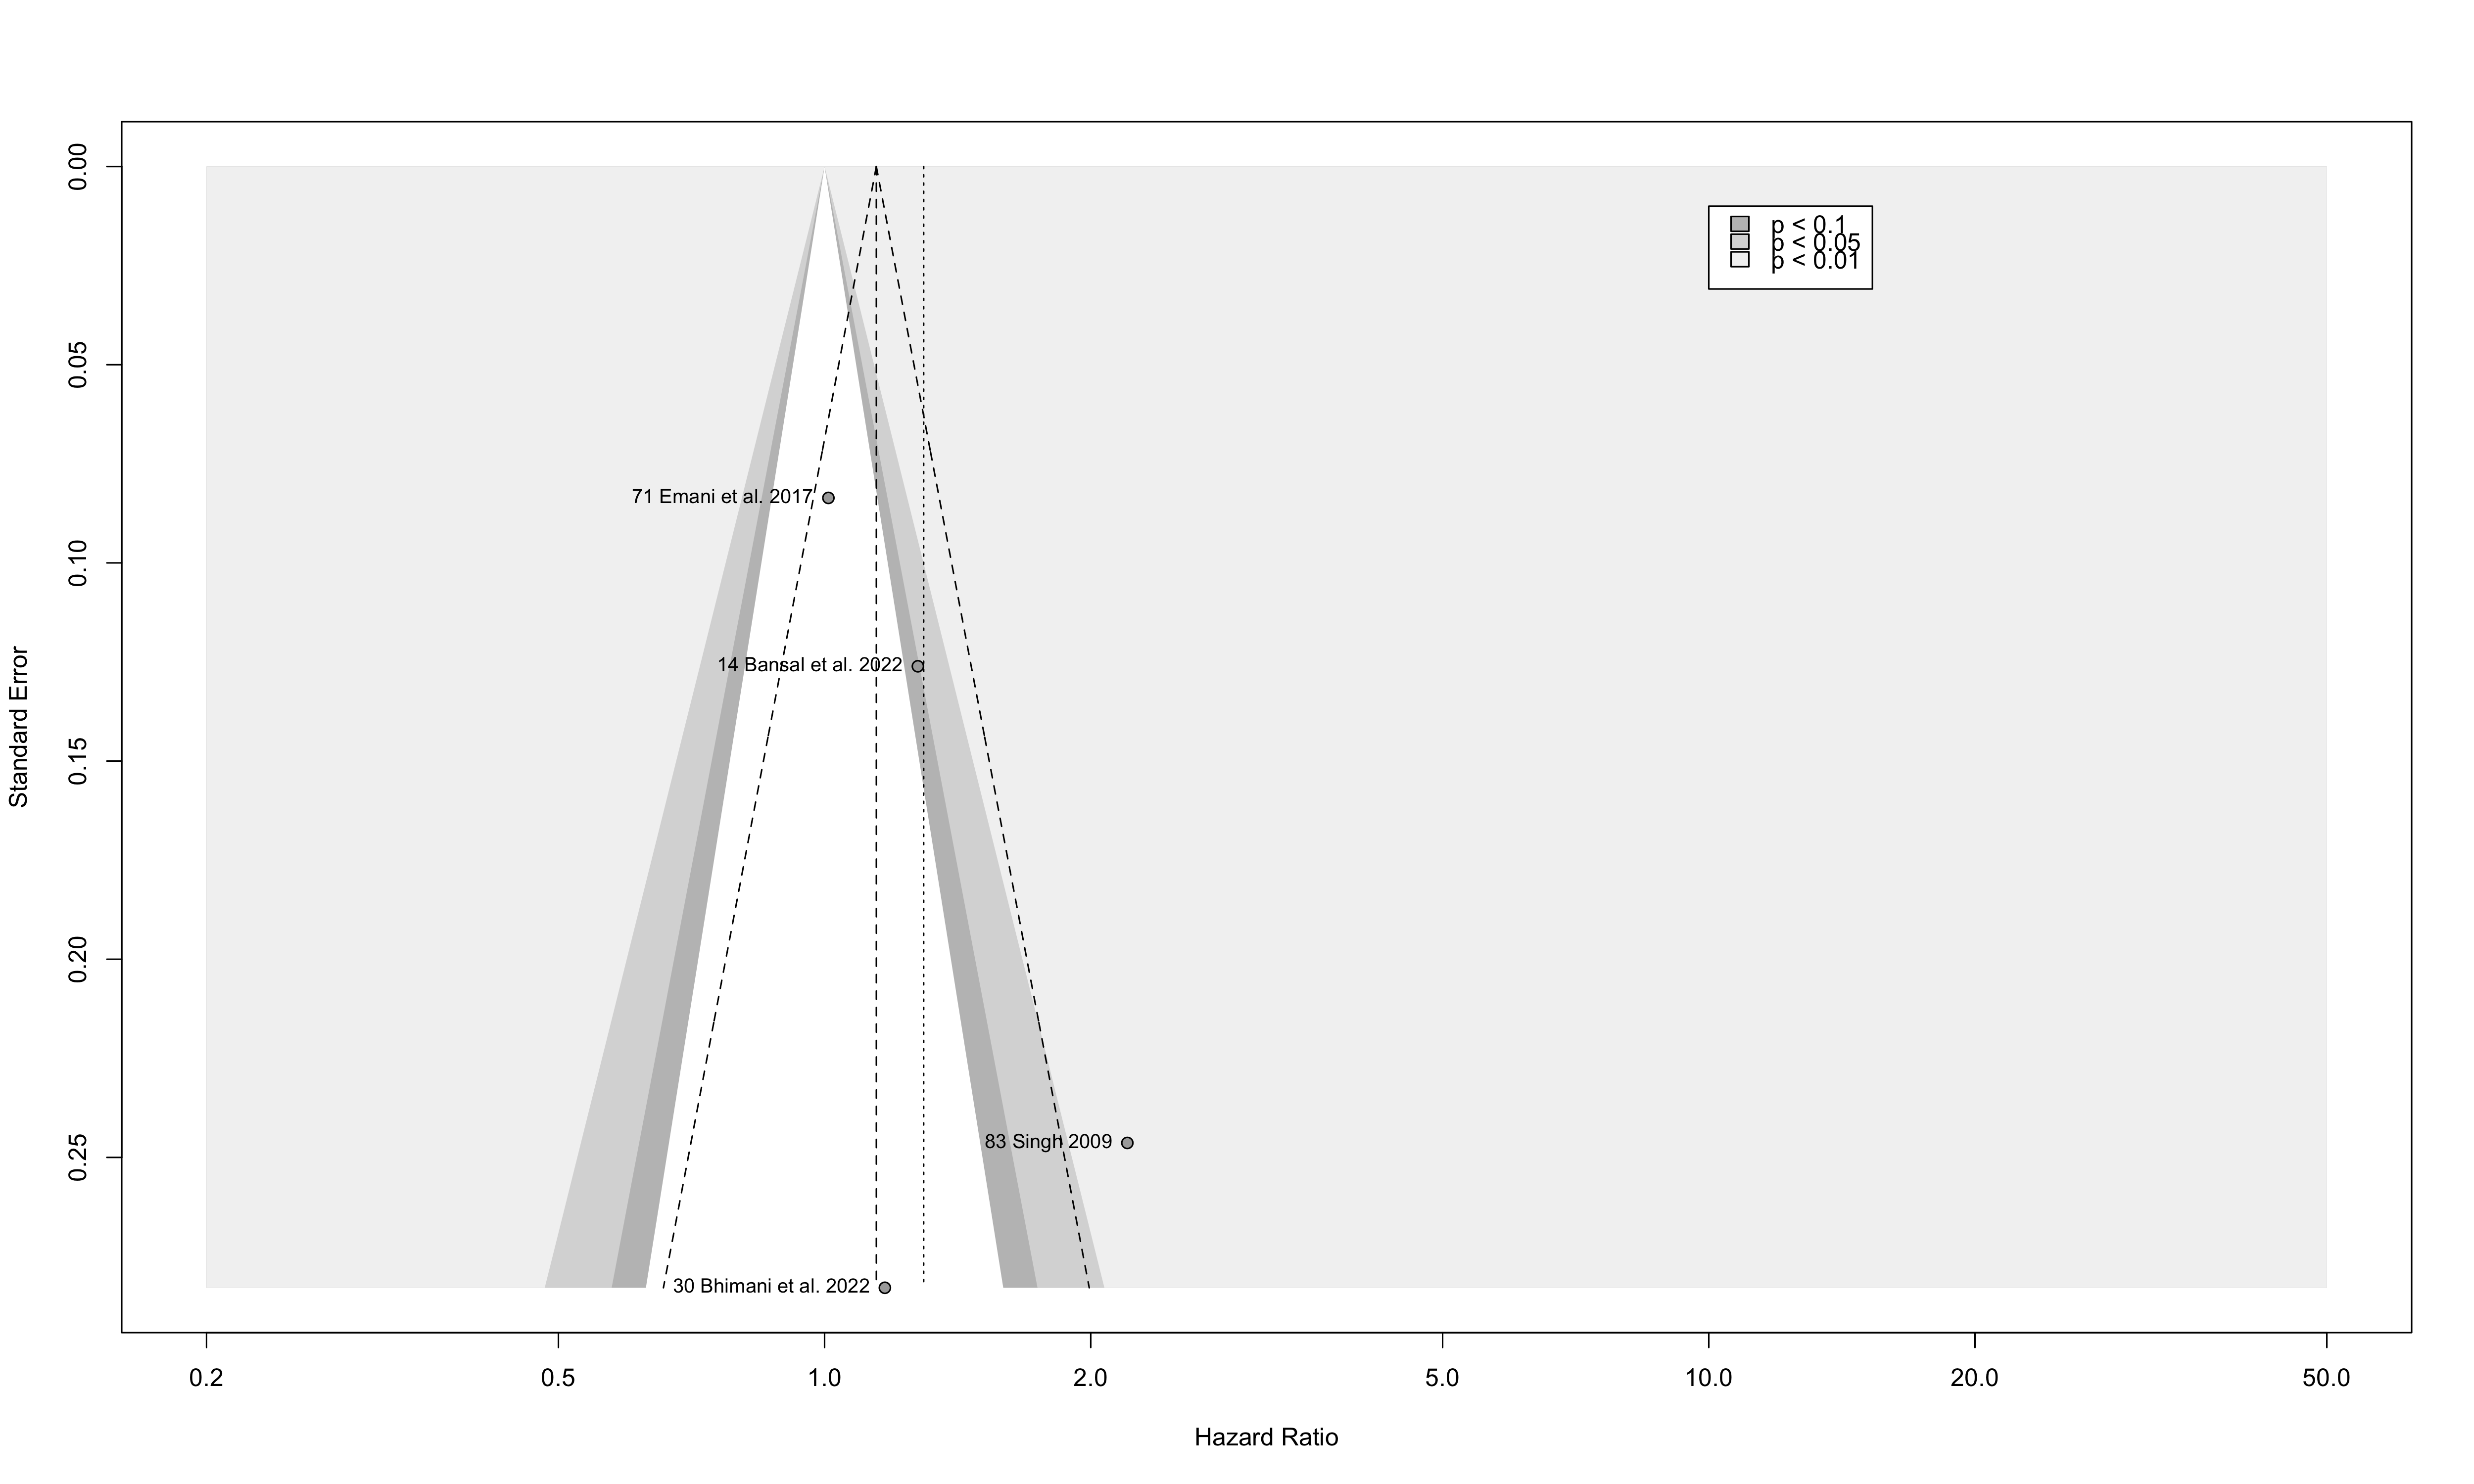 0.00
p < 0.1
p < 0.05
p < 0.01
0.05
71 Emani et al. 2017
0.10
14 Bansal et al. 2022
Standard Error
0.15
0.20
83 Singh 2009
0.25
30 Bhimani et al. 2022
0.2 0.5 1.0 2.0 5.0 10.0 20.0 50.0
Hazard Ratio